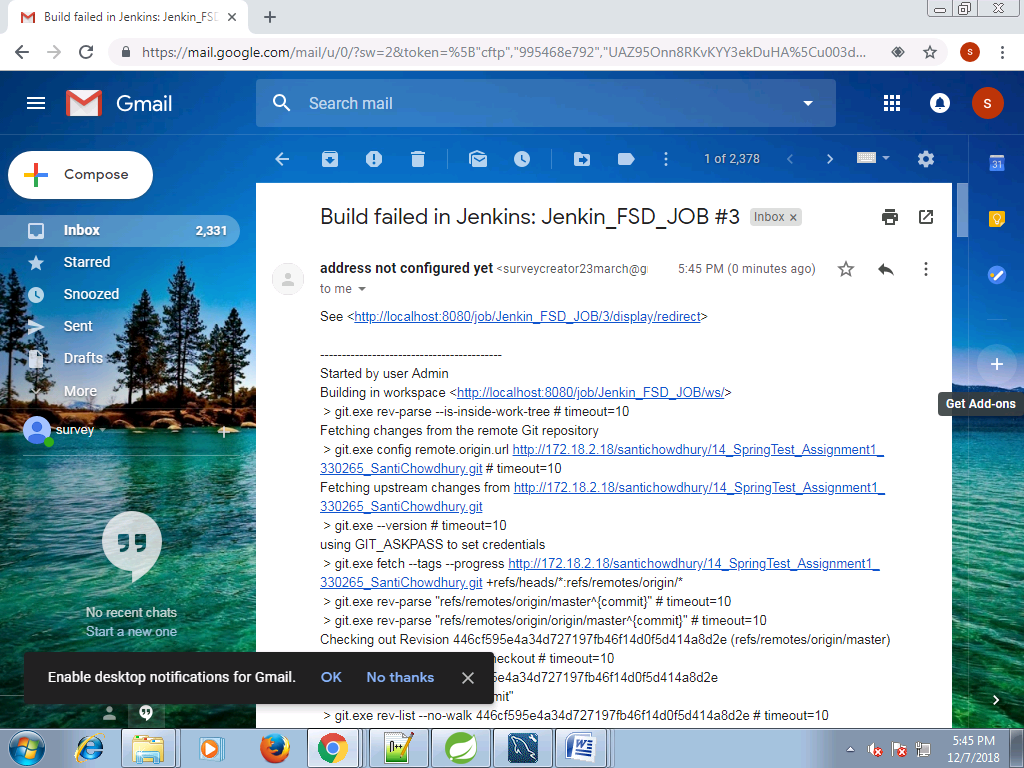 Build failed in Jenkins: Jenkin_FSD
https://mail.google.com/mail/u/0/?sw=2&token=%5B"cftp","995468e792","UAZ95Onn8RKvKYY3ekDuHA%5Cu003d...
S
Gmail
Search mail
S
Compose
1 of 2,378
31
Inbox 2,331
Starred
Snoozed
Sent
Drafts
More
survey
No recent chats
Start a new one
Build failed in Jenkins: Jenkin_FSD_JOB #3 Inbox ×
address not configured yet <surveycreator23march@g 5:45 PM (0 minutes ago)
to me
See <http://localhost:8080/job/Jenkin_FSD_JOB/3/display/redirect>
------------------------------------------
Started by user Admin
Building in workspace <http://localhost:8080/job/Jenkin_FSD_JOB/ws/>
> git.exe rev-parse --is-inside-work-tree # timeout=10
Fetching changes from the remote Git repository
> git.exe config remote.origin.url http://172.18.2.18/santichowdhury/14_SpringTest_Assignment1_
330265_SantiChowdhury.git # timeout=10
Fetching upstream changes from http://172.18.2.18/santichowdhury/14_SpringTest_Assignment1_
330265_SantiChowdhury.git
> git.exe --version # timeout=10
using GIT_ASKPASS to set credentials
> git.exe fetch --tags --progress http://172.18.2.18/santichowdhury/14_SpringTest_Assignment1_
330265_SantiChowdhury.git +refs/heads/*:refs/remotes/origin/*
> git.exe rev-parse "refs/remotes/origin/master^{commit}" # timeout=10
> git.exe rev-parse "refs/remotes/origin/origin/master^{commit}" # timeout=10
Checking out Revision 446cf595e4a34d727197fb46f14d0f5d414a8d2e (refs/remotes/origin/master)
heckout # timeout=10
5e4a34d727197fb46f14d0f5d414a8d2e
mit"
> git.exe rev-list --no-walk 446cf595e4a34d727197fb46f14d0f5d414a8d2e # timeout=10
Get Add-ons
Enable desktop notifications for Gmail. OK No thanks
5:45 PM
12/7/2018